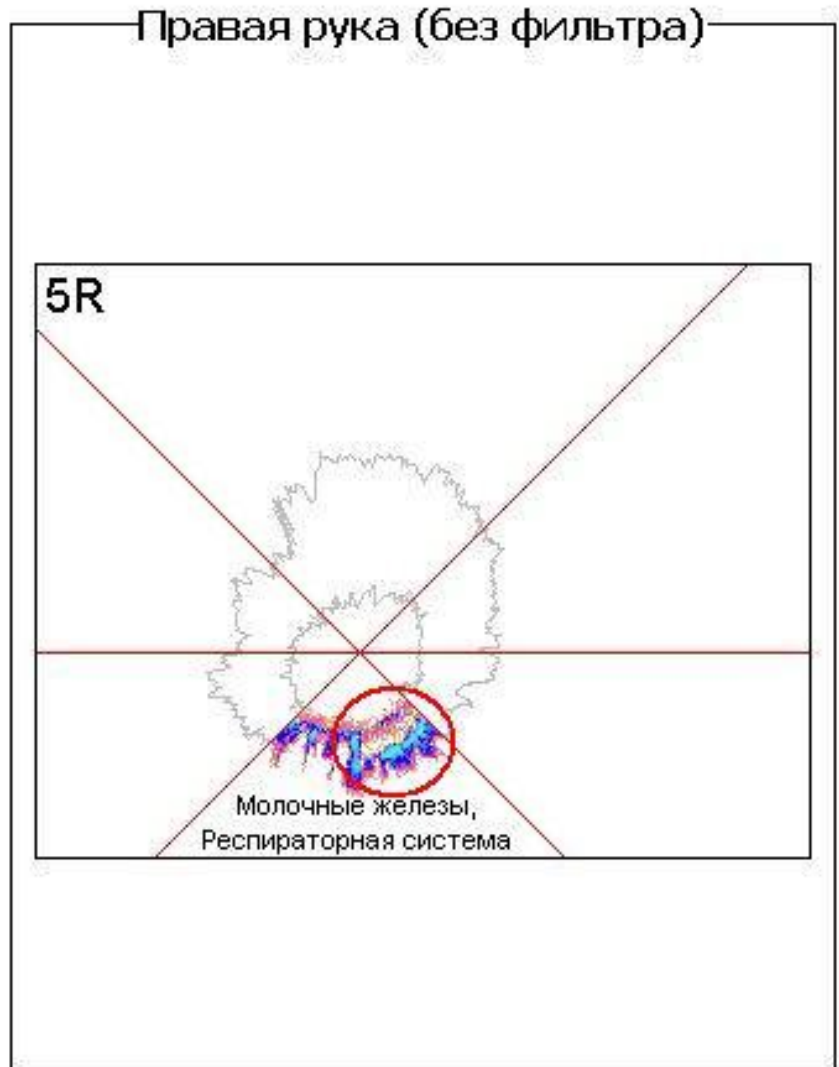 Правая рука (без фильтра)
5R
Молочные железы,
Респираторная система